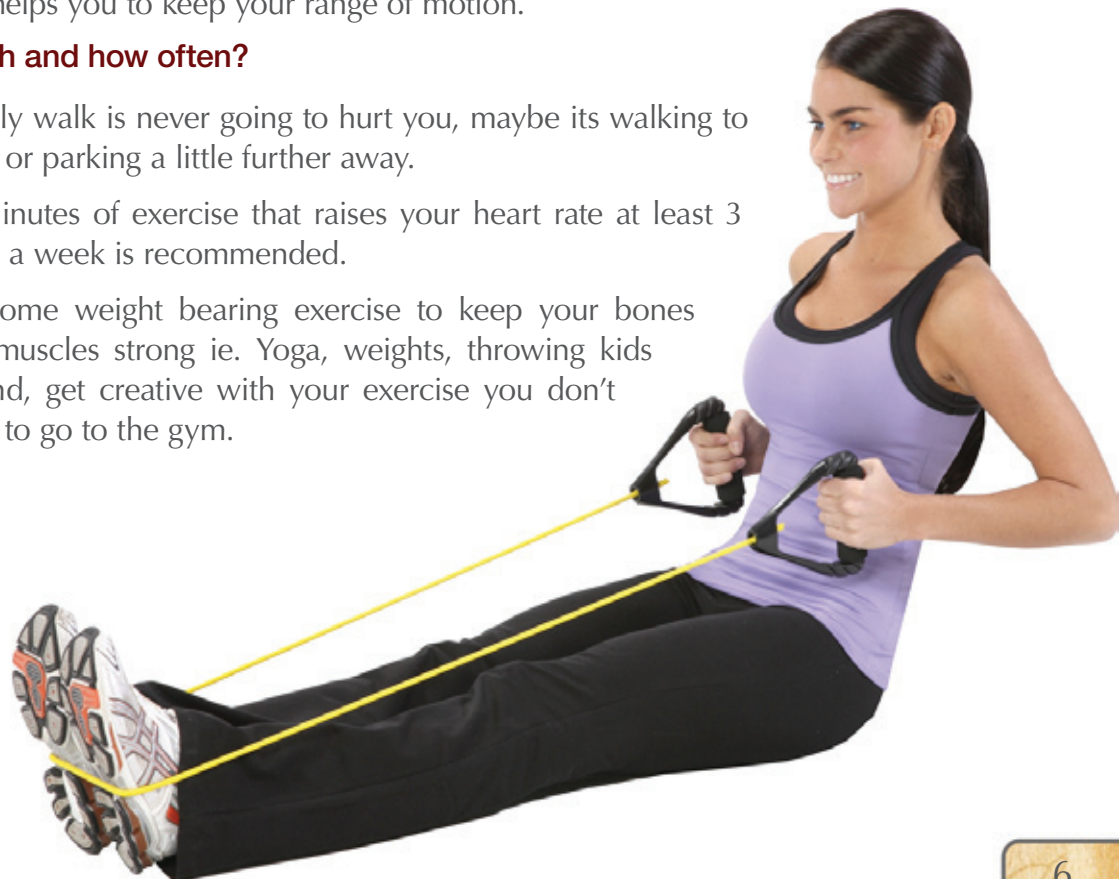 helps you to keep your range of motion.
h and how often?
ly walk is never going to hurt you, maybe its walking to
or parking a little further away.
inutes of exercise that raises your heart rate at least 3
a week is recommended.
ome weight bearing exercise to keep your bones
muscles strong ie. Yoga, weights, throwing kids
nd, get creative with your exercise you don't
to go to the gym.
6